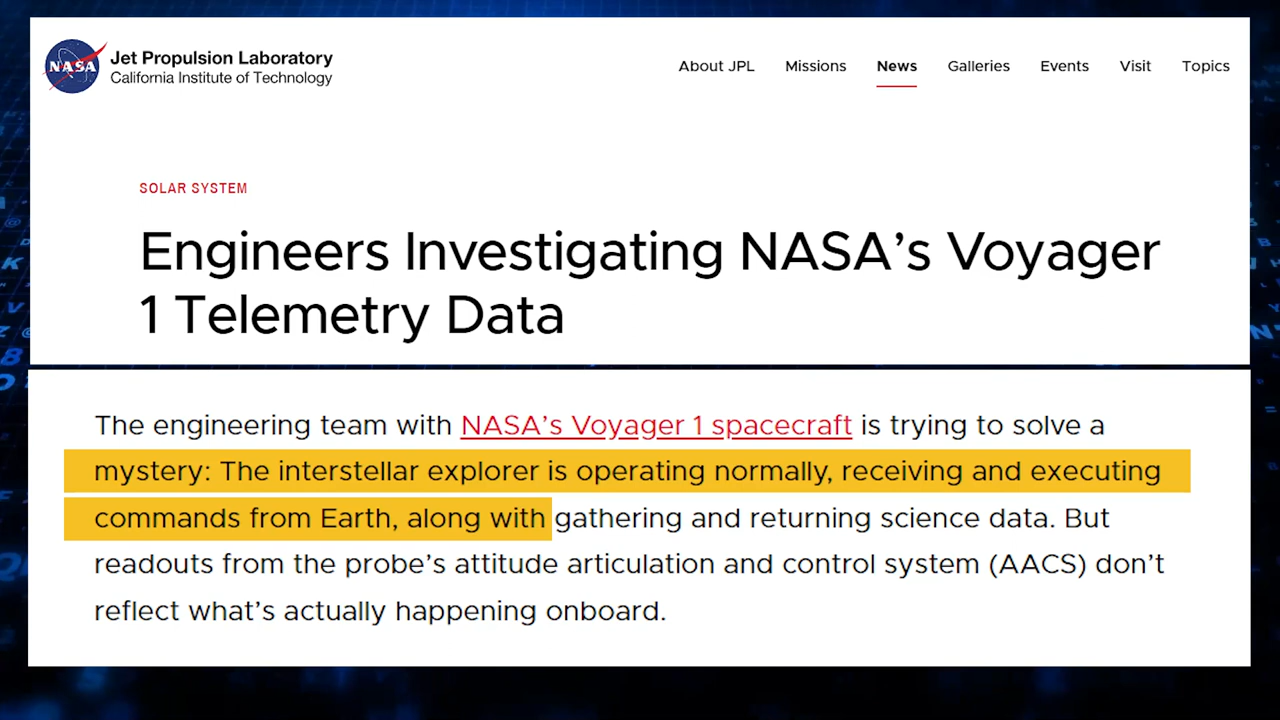 NASA
Jet Propulsion Laboratory
California Institute of Technology
About JPL Missions News Galleries Events Visit Topics
SOLAR SYSTEM
Engineers Investigating NASA’s Voyager
1 Telemetry Data
The engineering team with NASA’s Voyager 1 spacecraft is trying to solve a
mystery: The interstellar explorer is operating normally, receiving and executing
commands from Earth, along with gathering and returning science data. But
readouts from the probe’s attitude articulation and control system (AACS) don’t
reflect what’s actually happening onboard.